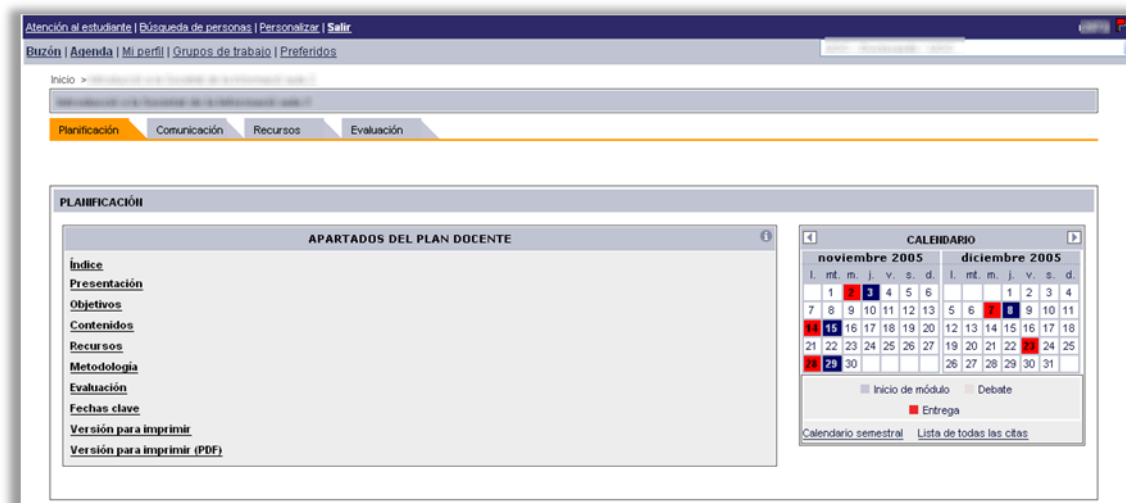 Atención al estudiante | Búsqueda de personas | Personalizar | Salir
Buzón | Agenda | Mi perfil | Grupos de trabajo | Preferidos
Inicio >
Planificación Comunicación Recursos Evaluación
PLANIFICACIÓN
APARTADOS DEL PLAN DOCENTE
Índice
Presentación
Objetivos
Contenidos
Recursos
Metodología
Evaluación
Fechas clave
Versión para imprimir
Versión para imprimir (PDF)
CALENDARIO
noviembre 2005 diciembre 2005
l. mt. m. j. v. s. d. l. mt. m. j. v. s. d.
1 2 3 4 5 6 1 2 3 4
7 8 9 10 11 12 13 5 6 7 8 9 10 11
14 15 16 17 18 19 20 12 13 14 15 16 17 18
21 22 23 24 25 26 27 19 20 21 22 23 24 25
28 29 30 26 27 28 29 30 31
Inicio de módulo Debate
Entrega
Calendario semestral Lista de todas las citas